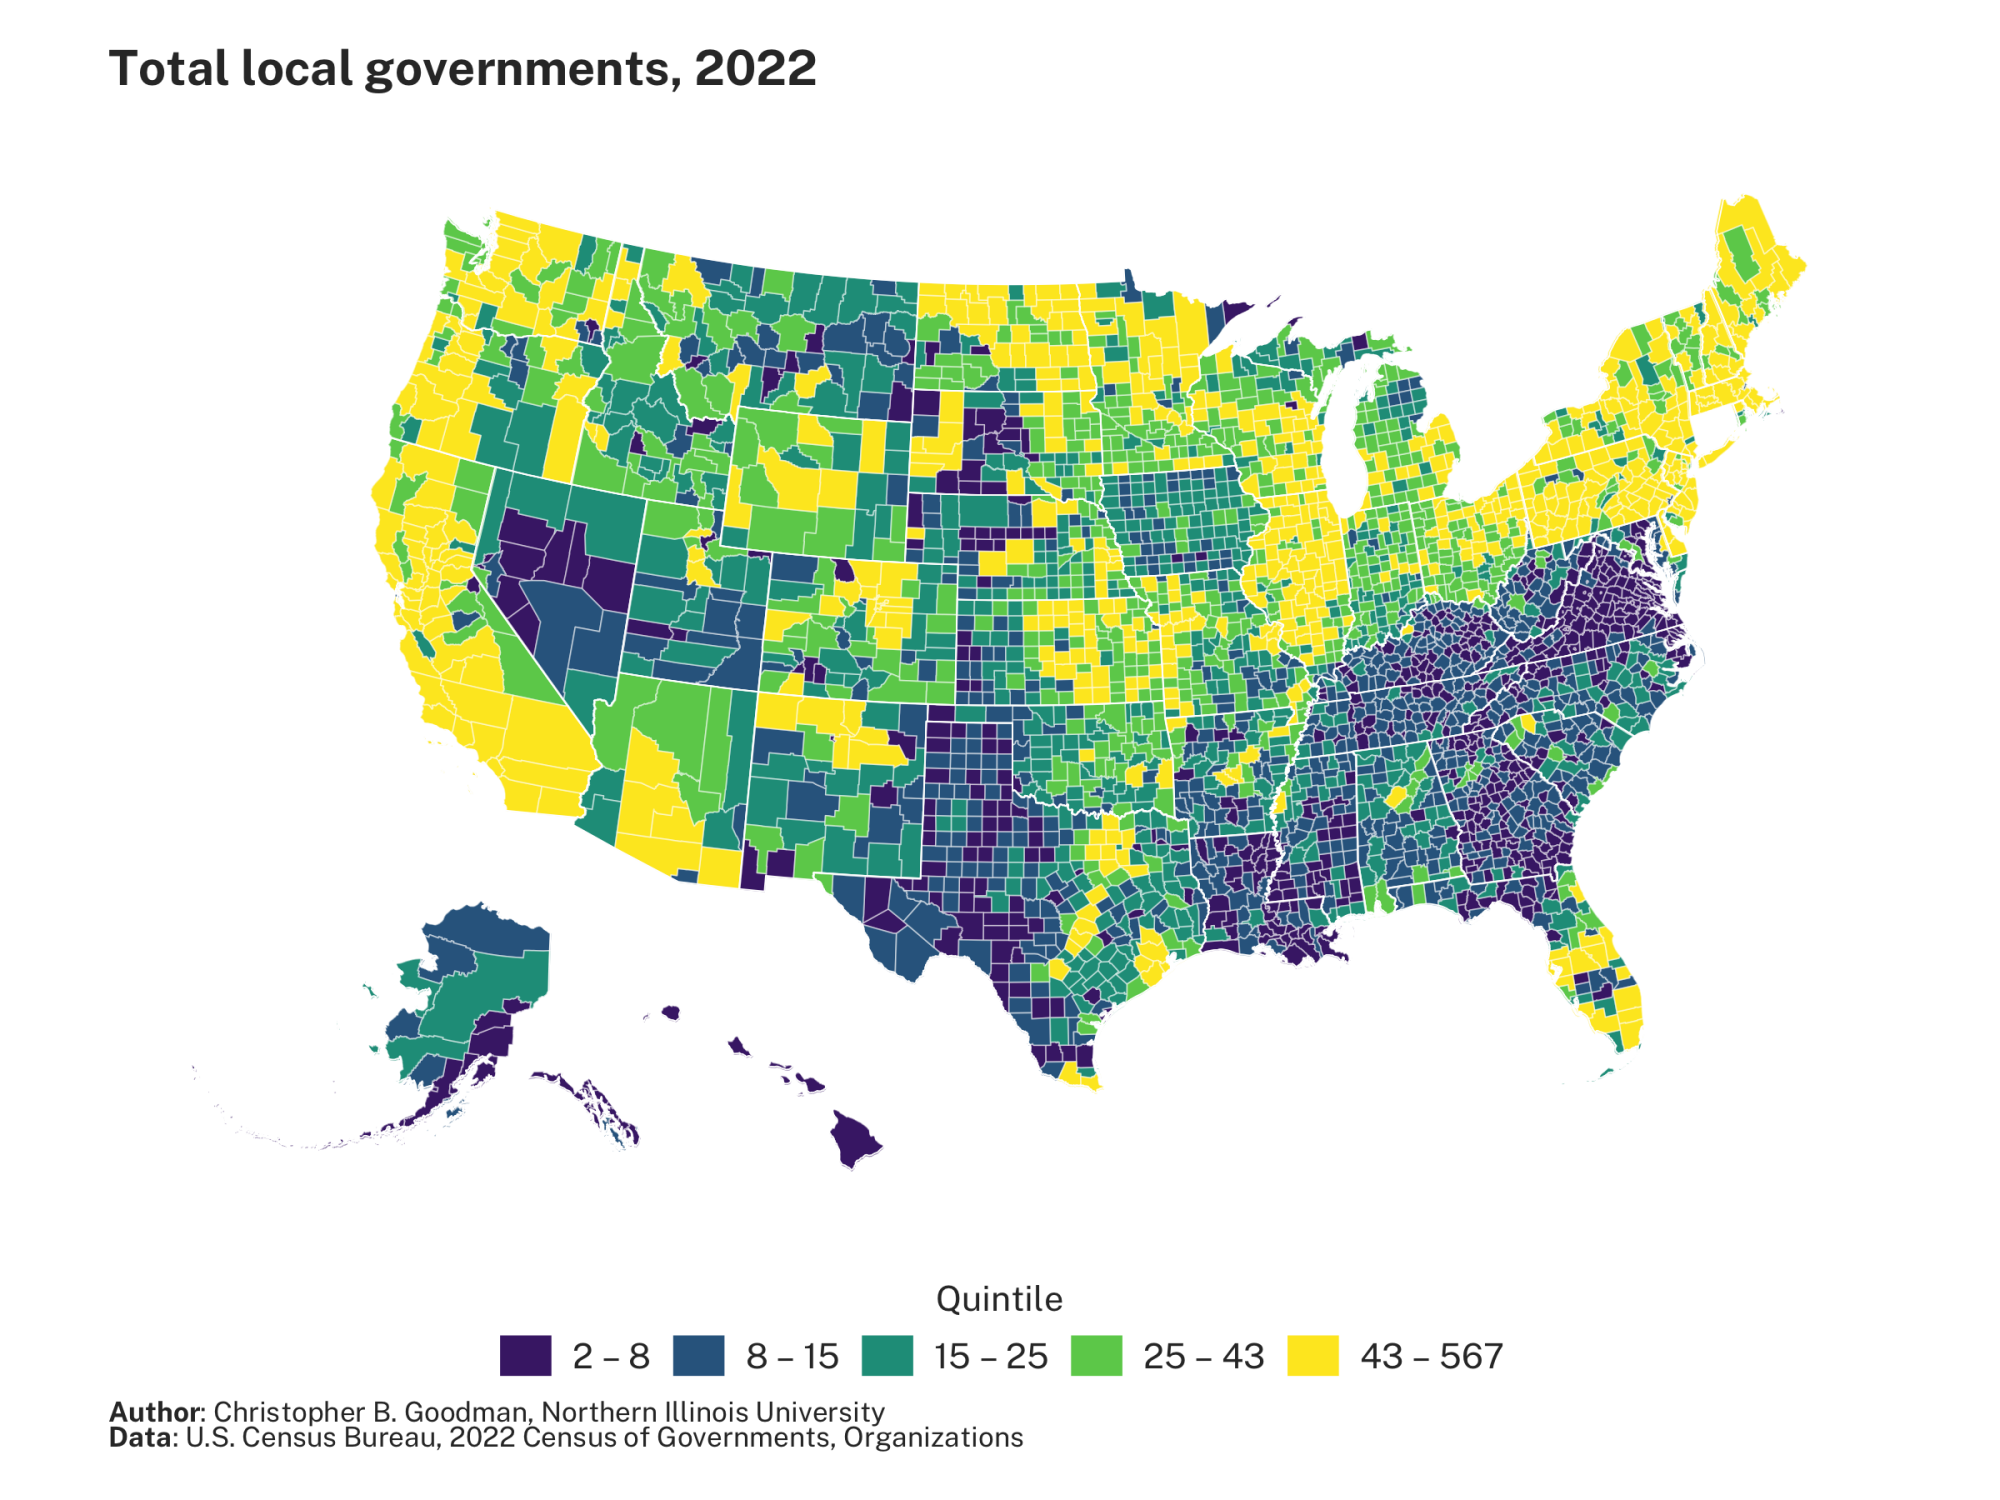 Total local governments, 2022
Quintile
2 – 8 8 – 15 15 – 25 25 – 43 43 – 567
Author: Christopher B. Goodman, Northern Illinois University
Data: U.S. Census Bureau, 2022 Census of Governments, Organizations